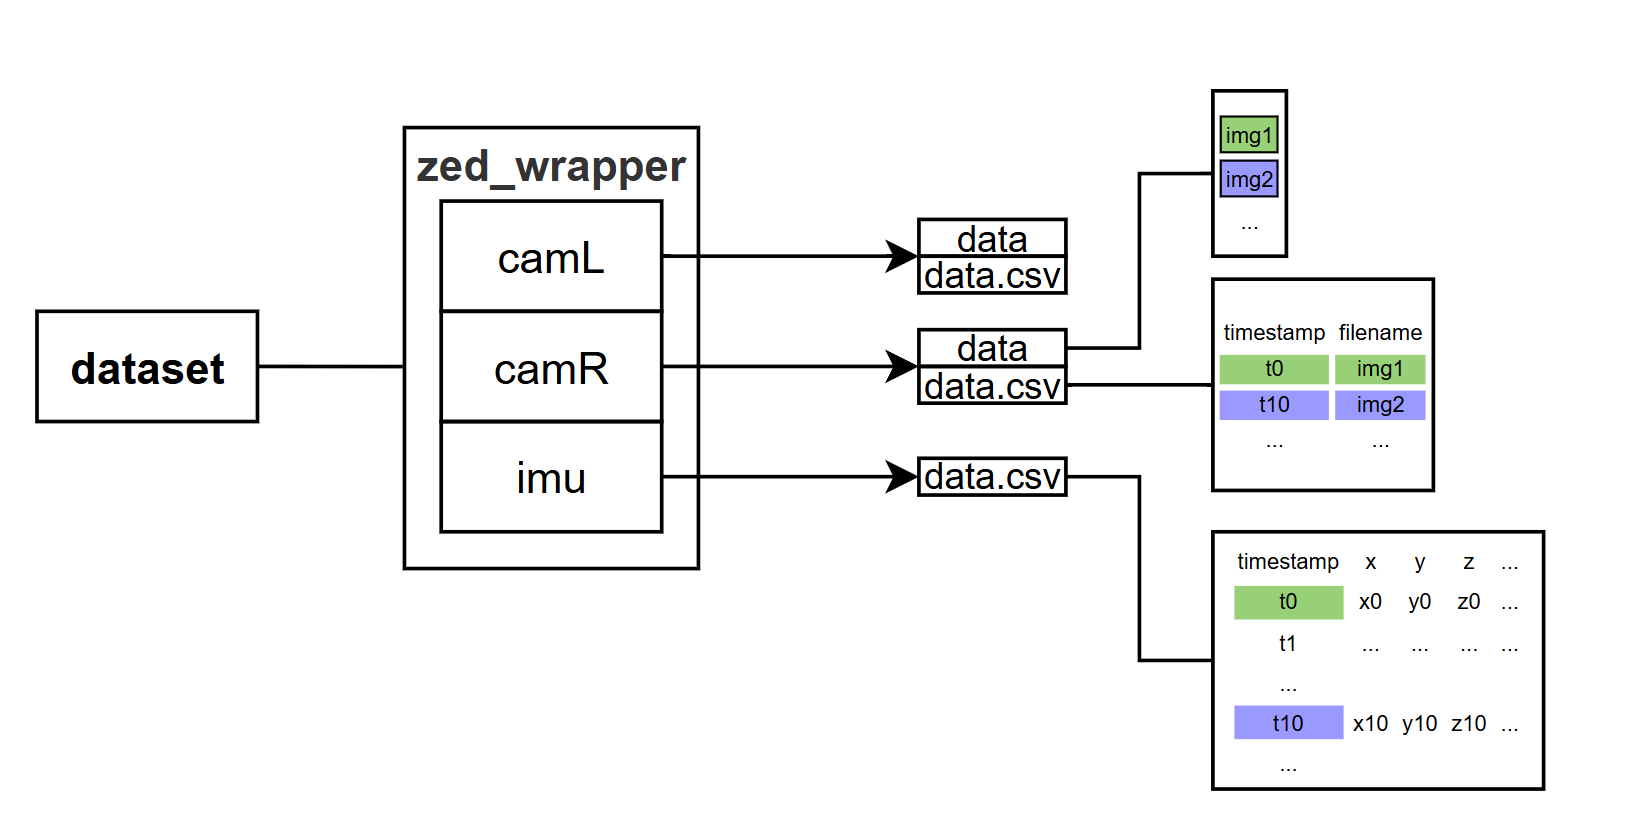 dataset
zed_wrapper
camL
camR
imu
data
data.csv
data
data.csv
data.csv
img1
img2
...
timestamp filename
t0 img1
t10 img2
... ...
timestamp x y z ...
t0 x0 y0 z0 ...
t1 ... ... ... ...
...
t10 x10 y10 z10 ...
...